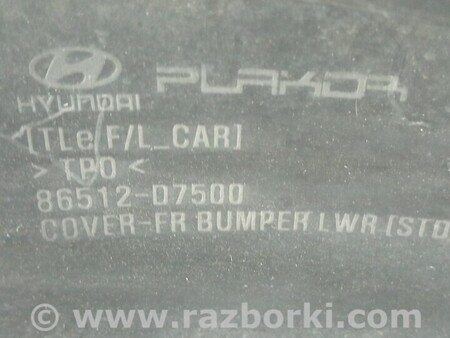 HYUNDAI PLAKOR
[TLe F/L_CAR]
> TPO <
86512-D7500
COVER-FR BUMPER LWR [STD
© www.razborki.com